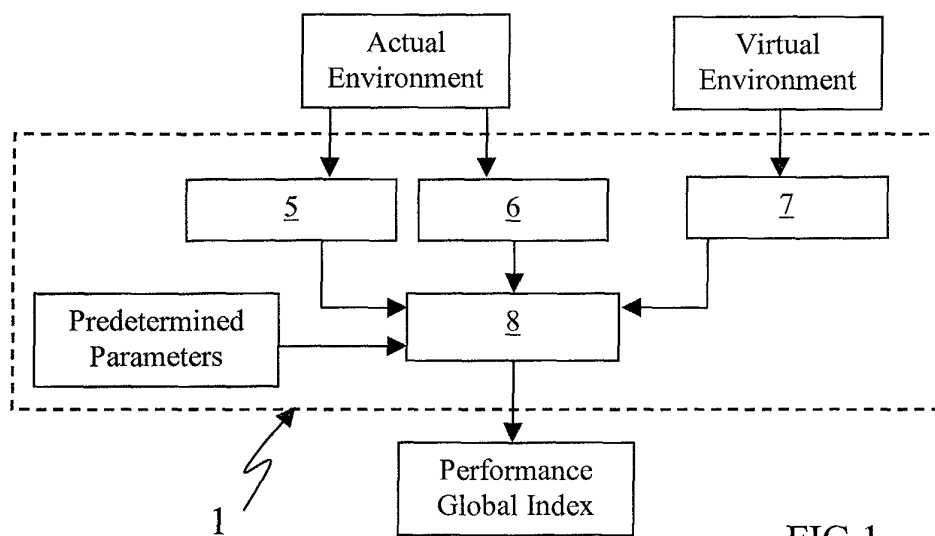 Actual
Environment
Virtual
Environment
5
6
7
Predetermined
Parameters
8
1
Performance
Global Index
FIG.1